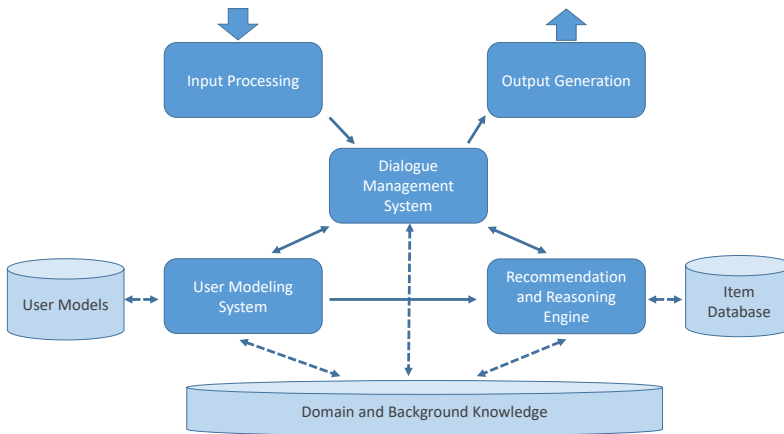 Input Processing
Output Generation
Dialogue
Management
System
User Models
User Modeling
System
Recommendation
and Reasoning
Engine
Item
Database
Domain and Background Knowledge